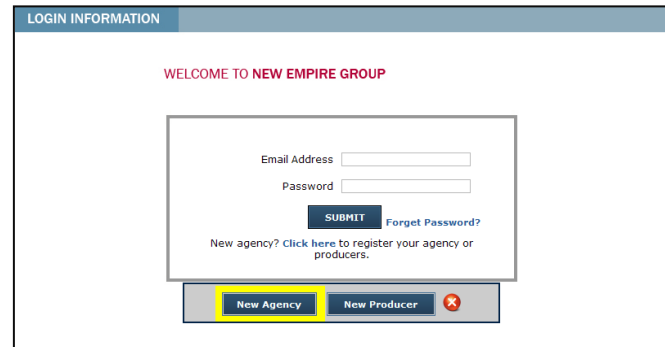 LOGIN INFORMATION
WELCOME TO NEW EMPIRE GROUP
Email Address
Password
SUBMIT Forget Password?
New agency? Click here to register your agency or
producers.
New Agency New Producer